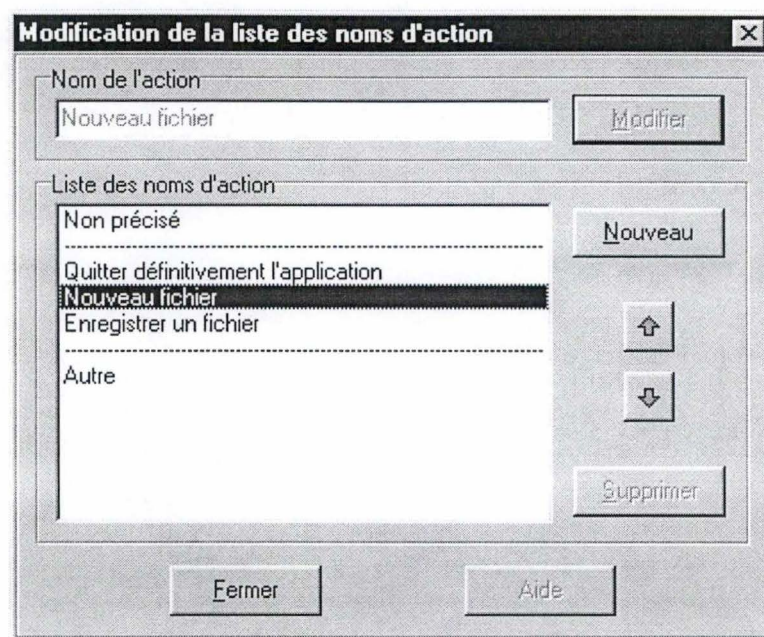 Modification de la liste des noms d'action
Nom de l'action
Nouveau fichier
Modifier
Liste des noms d'action
Non précisé
Nouveau
Quitter définitivement l'application
Nouveau fichier
Enregistrer un fichier
Autre
Supprimer
Fermer
Aide